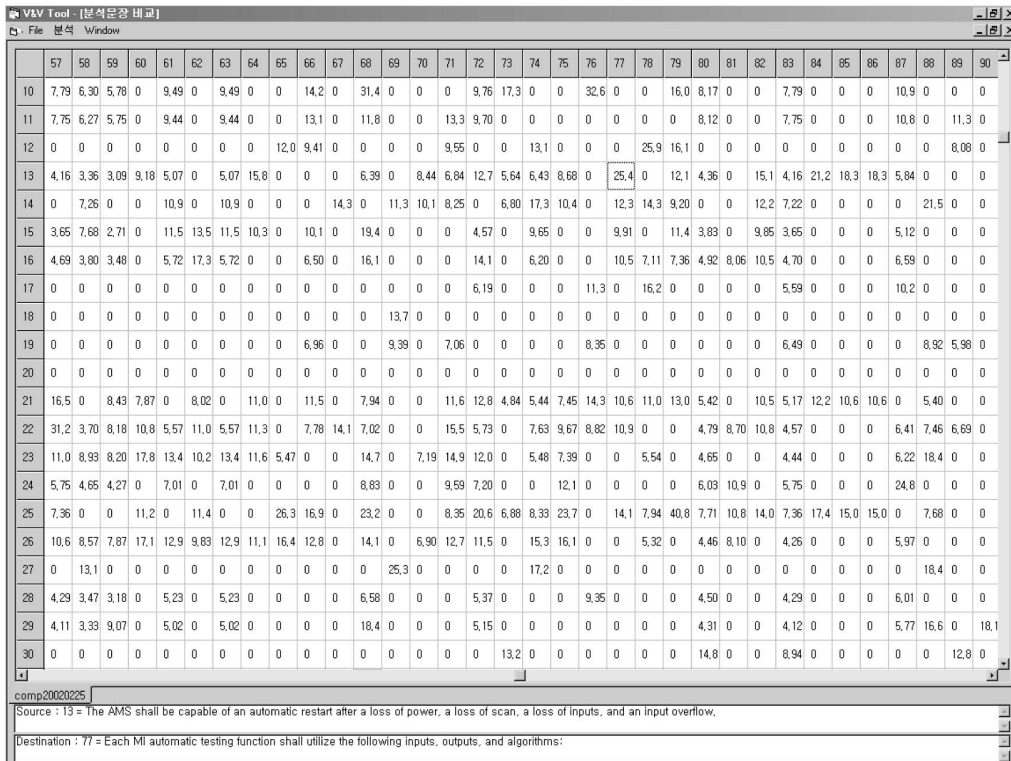 V&V Tool - [분석문장 비교]
File 분석 Window
57 58 59 60 61 62 63 64 65 66 67 68 69 70 71 72 73 74 75 76 77 78 79 80 81 82 83 84 85 86 87 88 89 90
10 7,79 6,30 5,78 0 9,49 0 9,49 0 0 14,2 0 31,4 0 0 0 9,76 17,3 0 0 32,6 0 0 16,0 8,17 0 0 7,79 0 0 0 10,9 0 0 0
11 7,75 6,27 5,75 0 9,44 0 9,44 0 0 13,1 0 11,8 0 0 13,3 9,70 0 0 0 0 0 0 0 8,12 0 0 7,75 0 0 0 10,8 0 11,3 0
12 0 0 0 0 0 0 0 0 12,0 9,41 0 0 0 0 9,55 0 0 13,1 0 0 0 25,9 16,1 0 0 0 0 0 0 0 0 0 8,08 0
13 4,16 3,36 3,09 9,18 5,07 0 5,07 15,8 0 0 0 6,39 0 8,44 6,84 12,7 5,64 6,43 8,68 0 25,4 0 12,1 4,36 0 15,1 4,16 21,2 18,3 18,3 5,84 0 0 0
14 0 7,26 0 0 10,9 0 10,9 0 0 0 14,3 0 11,3 10,1 8,25 0 6,80 17,3 10,4 0 12,3 14,3 9,20 0 0 12,2 7,22 0 0 0 0 21,5 0 0
15 3,65 7,68 2,71 0 11,5 13,5 11,5 10,3 0 10,1 0 19,4 0 0 0 4,57 0 9,65 0 0 9,91 0 11,4 3,83 0 9,85 3,65 0 0 0 5,12 0 0 0
16 4,69 3,80 3,48 0 5,72 17,3 5,72 0 0 6,50 0 16,1 0 0 0 14,1 0 6,20 0 0 10,5 7,11 7,36 4,92 8,06 10,5 4,70 0 0 0 6,59 0 0 0
17 0 0 0 0 0 0 0 0 0 0 0 0 0 0 0 6,19 0 0 0 11,3 0 16,2 0 0 0 0 5,59 0 0 0 10,2 0 0 0
18 0 0 0 0 0 0 0 0 0 0 0 0 13,7 0 0 0 0 0 0 0 0 0 0 0 0 0 0 0 0 0 0 0 0 0
19 0 0 0 0 0 0 0 0 0 6,96 0 0 9,39 0 7,06 0 0 0 0 8,35 0 0 0 0 0 0 6,49 0 0 0 0 8,92 5,98 0
20 0 0 0 0 0 0 0 0 0 0 0 0 0 0 0 0 0 0 0 0 0 0 0 0 0 0 0 0 0 0 0 0 0 0
21 16,5 0 8,43 7,87 0 8,02 0 11,0 0 11,5 0 7,94 0 0 11,6 12,8 4,84 5,44 7,45 14,3 10,6 11,0 13,0 5,42 0 10,5 5,17 12,2 10,6 10,6 0 5,40 0 0
22 31,2 3,70 8,18 10,8 5,57 11,0 5,57 11,3 0 7,78 14,1 7,02 0 0 15,5 5,73 0 7,63 9,67 8,82 10,9 0 0 4,79 8,70 10,8 4,57 0 0 0 6,41 7,46 6,69 0
23 11,0 8,93 8,20 17,8 13,4 10,2 13,4 11,6 5,47 0 0 14,7 0 7,19 14,9 12,0 0 5,48 7,39 0 0 5,54 0 4,65 0 0 4,44 0 0 0 6,22 18,4 0 0
24 5,75 4,65 4,27 0 7,01 0 7,01 0 0 0 0 8,83 0 0 9,59 7,20 0 0 12,1 0 0 0 0 6,03 10,9 0 5,75 0 0 0 24,8 0 0 0
25 7,36 0 0 11,2 0 11,4 0 0 26,3 16,9 0 23,2 0 0 8,35 20,6 6,88 8,33 23,7 0 14,1 7,94 40,8 7,71 10,8 14,0 7,36 17,4 15,0 15,0 0 7,68 0 0
26 10,6 8,57 7,87 17,1 12,9 9,83 12,9 11,1 16,4 12,8 0 14,1 0 6,90 12,7 11,5 0 15,3 16,1 0 0 5,32 0 4,46 8,10 0 4,26 0 0 0 5,97 0 0 0
27 0 13,1 0 0 0 0 0 0 0 0 0 0 25,3 0 0 0 0 17,2 0 0 0 0 0 0 0 0 0 0 0 0 0 18,4 0 0
28 4,29 3,47 3,18 0 5,23 0 5,23 0 0 0 0 6,58 0 0 0 5,37 0 0 0 9,35 0 0 0 4,50 0 0 4,29 0 0 0 6,01 0 0 0
29 4,11 3,33 9,07 0 5,02 0 5,02 0 0 0 0 18,4 0 0 0 5,15 0 0 0 0 0 0 0 4,31 0 0 4,12 0 0 0 5,77 16,6 0 18,1
30 0 0 0 0 0 0 0 0 0 0 0 0 0 0 0 0 13,2 0 0 0 0 0 0 14,8 0 0 8,94 0 0 0 0 0 12,8 0
comp20020225
Source : 13 = The AMS shall be capable of an automatic restart after a loss of power, a loss of scan, a loss of inputs, and an input overflow.
Destination : 77 = Each MI automatic testing function shall utilize the following inputs, outputs, and algorithms: